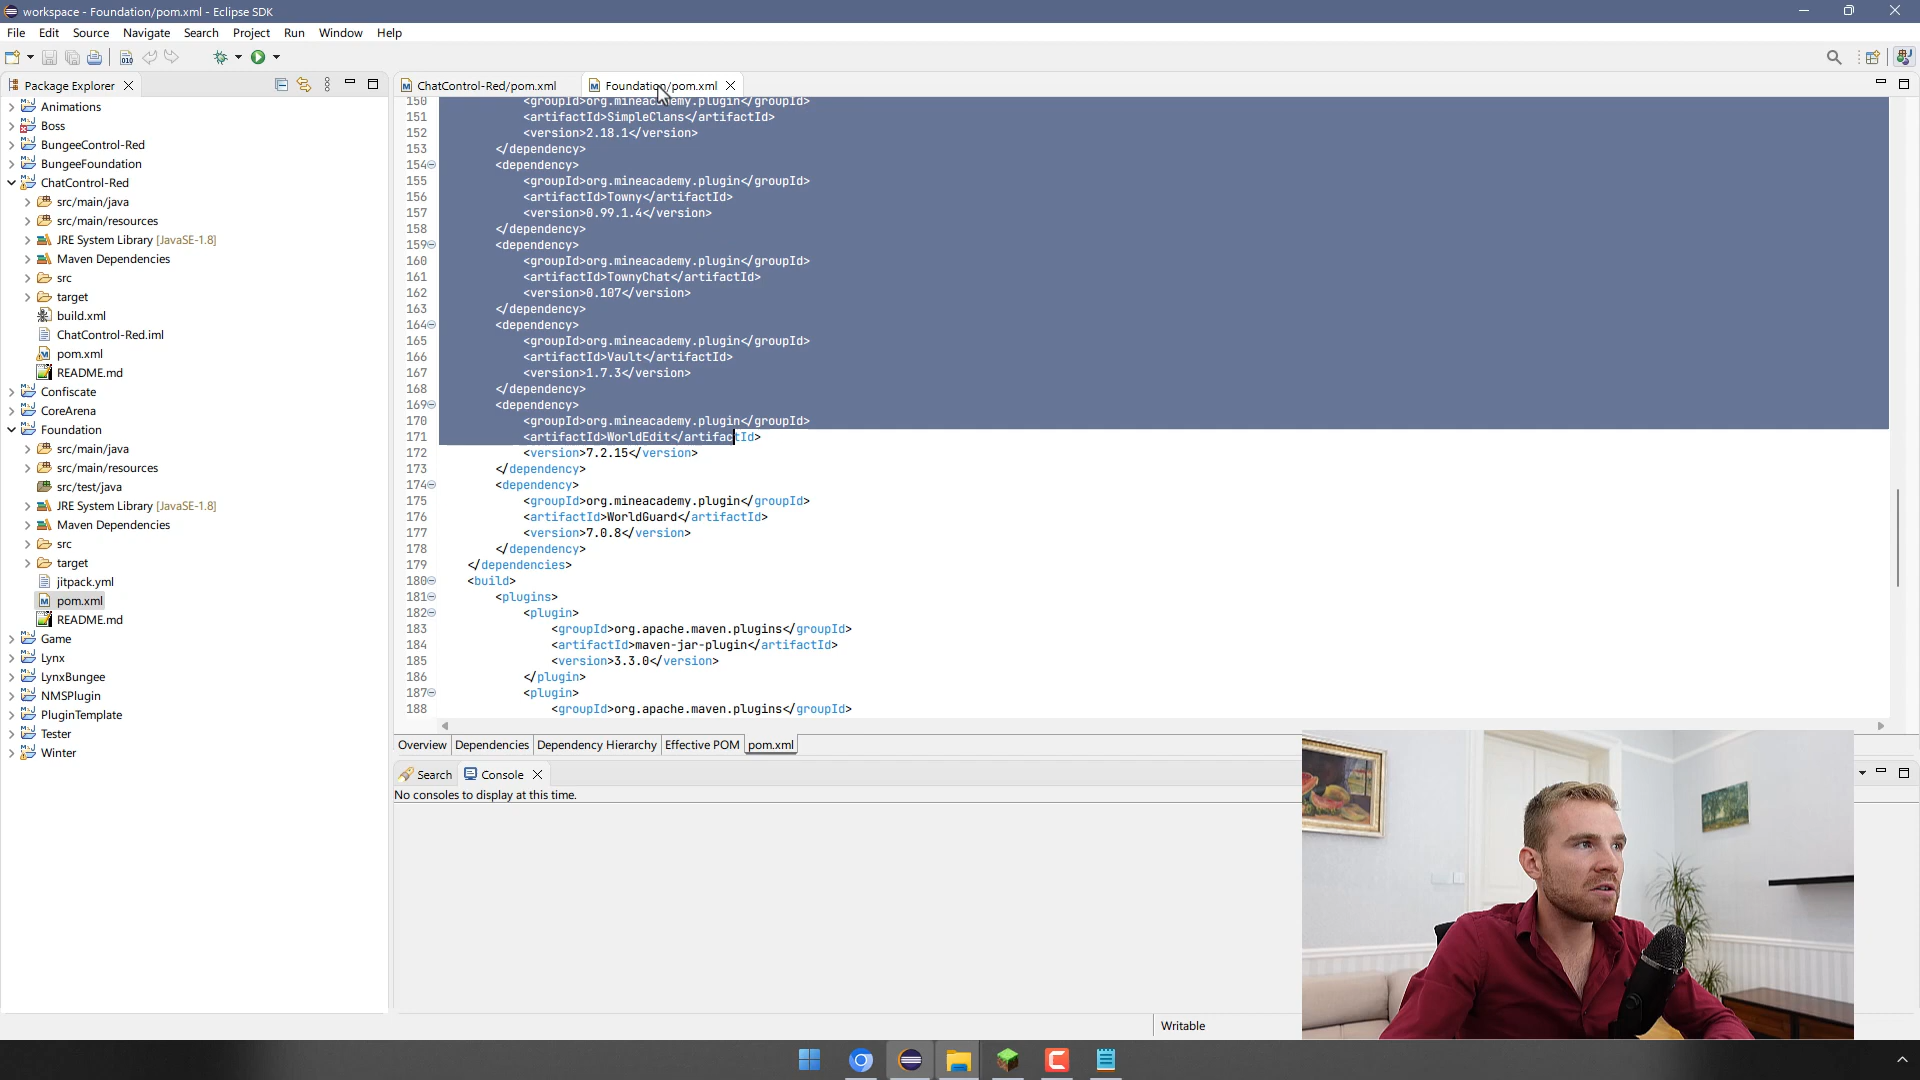 workspace - Foundation/pom.xml - Eclipse SDK
File Edit Source Navigate Search Project Run Window Help
Package Explorer
Animations
Boss
BungeeControl-Red
BungeeFoundation
ChatControl-Red
src/main/java
src/main/resources
JRE System Library [JavaSE-1.8]
Maven Dependencies
src
target
build.xml
ChatControl-Red.iml
pom.xml
README.md
Confiscate
CoreArena
Foundation
src/main/java
src/main/resources
src/test/java
JRE System Library [JavaSE-1.8]
Maven Dependencies
src
target
jitpack.yml
pom.xml
README.md
Game
Lynx
LynxBungee
NMSPlugin
PluginTemplate
Tester
Winter
ChatControl-Red/pom.xml
Foundation/pom.xml
150 <groupId>org.mineacademy.plugin</groupId>
151 <artifactId>SimpleClans</artifactId>
152 <version>2.18.1</version>
153 </dependency>
154 <dependency>
155 <groupId>org.mineacademy.plugin</groupId>
156 <artifactId>Towny</artifactId>
157 <version>0.99.1.4</version>
158 </dependency>
159 <dependency>
160 <groupId>org.mineacademy.plugin</groupId>
161 <artifactId>TownyChat</artifactId>
162 <version>0.107</version>
163 </dependency>
164 <dependency>
165 <groupId>org.mineacademy.plugin</groupId>
166 <artifactId>Vault</artifactId>
167 <version>1.7.3</version>
168 </dependency>
169 <dependency>
170 <groupId>org.mineacademy.plugin</groupId>
171 <artifactId>WorldEdit</artifactId>
172 <version>7.2.15</version>
173 </dependency>
174 <dependency>
175 <groupId>org.mineacademy.plugin</groupId>
176 <artifactId>WorldGuard</artifactId>
177 <version>7.0.8</version>
178 </dependency>
179 </dependencies>
180 <build>
181 <plugins>
182 <plugin>
183 <groupId>org.apache.maven.plugins</groupId>
184 <artifactId>maven-jar-plugin</artifactId>
185 <version>3.3.0</version>
186 </plugin>
187 <plugin>
188 <groupId>org.apache.maven.plugins</groupId>
Overview Dependencies Dependency Hierarchy Effective POM pom.xml
Search Console
No consoles to display at this time.
Writable